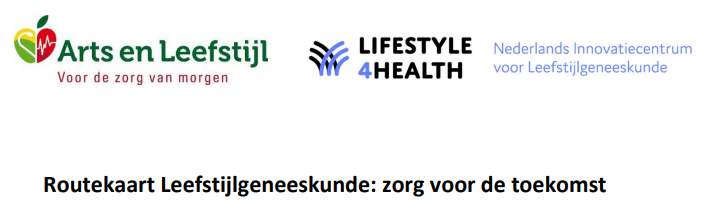 Arts en Leefstijl
Voor de zorg van morgen
LIFESTYLE
4HEALTH
Nederlands Innovatiecentrum
voor Leefstijlgeneeskunde
Routekaart Leefstijlgeneeskunde: zorg voor de toekomst